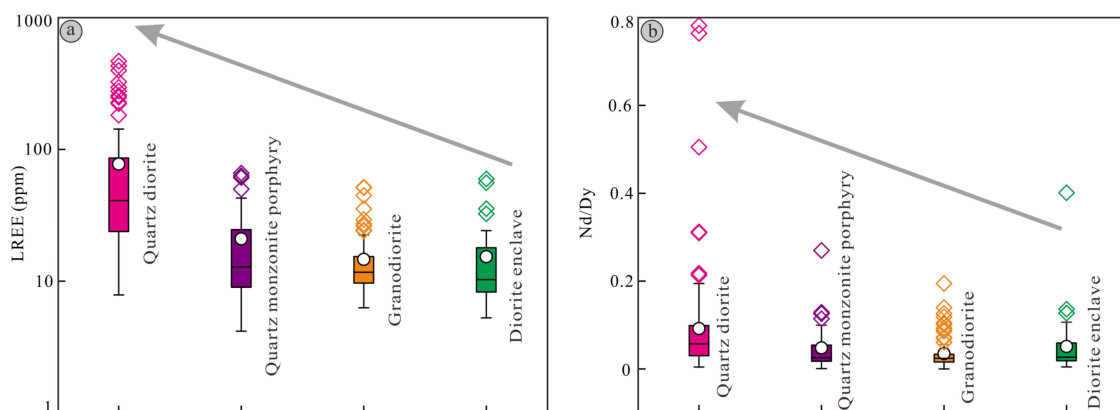 a
LREE (ppm)
1000
100
10
1
Quartz diorite
Quartz monzonite porphyry
Granodiorite
Diorite enclave
b
Nd/Dy
0.8
0.6
0.4
0.2
0
Quartz diorite
Quartz monzonite porphyry
Granodiorite
Diorite enclave